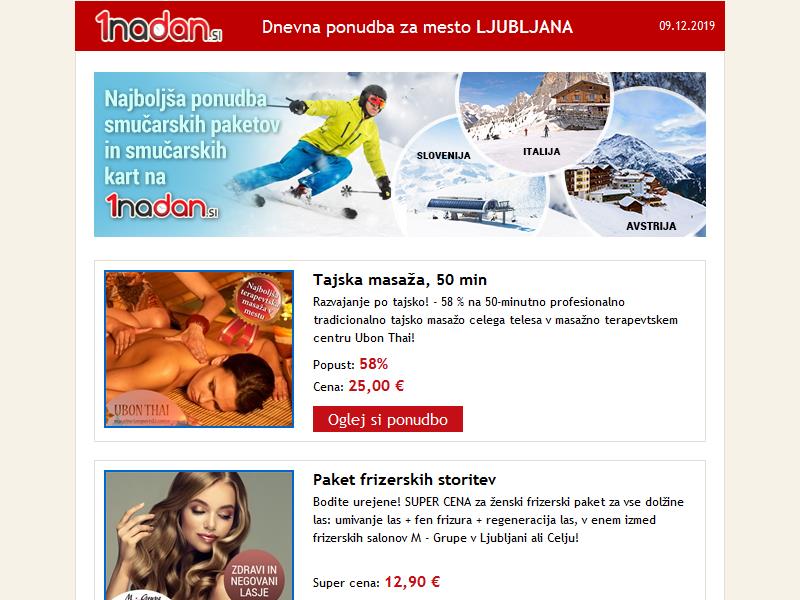 1nadan.si
Dnevna ponudba za mesto LJUBLJANA
09.12.2019
Najboljša ponudba
smučarskih paketov
in smučarskih
kart na
1nadan.SI
SLOVENIJA
ITALIJA
AVSTRIJA
Najboljša
terapevtska
masaža v
mestu
UBON THAI
Tajska masaža, 50 min
Razvajanje po tajsko! - 58 % na 50-minutno profesionalno
tradicionalno tajsko masažo celega telesa v masažno terapevtskem
centru Ubon Thai!
Popust: 58%
Cena: 25,00 €
Oglej si ponudbo
ZDRAVI IN
NEGOVANI
LASJE
M - Grupa
Paket frizerskih storitev
Bodite urejene! SUPER CENA za ženski frizerski paket za vse dolžine
las: umivanje las + fen frizura + regeneracija las, v enem izmed
frizerskih salonov M - Grupe v Ljubljani ali Celju!
Super cena: 12,90 €